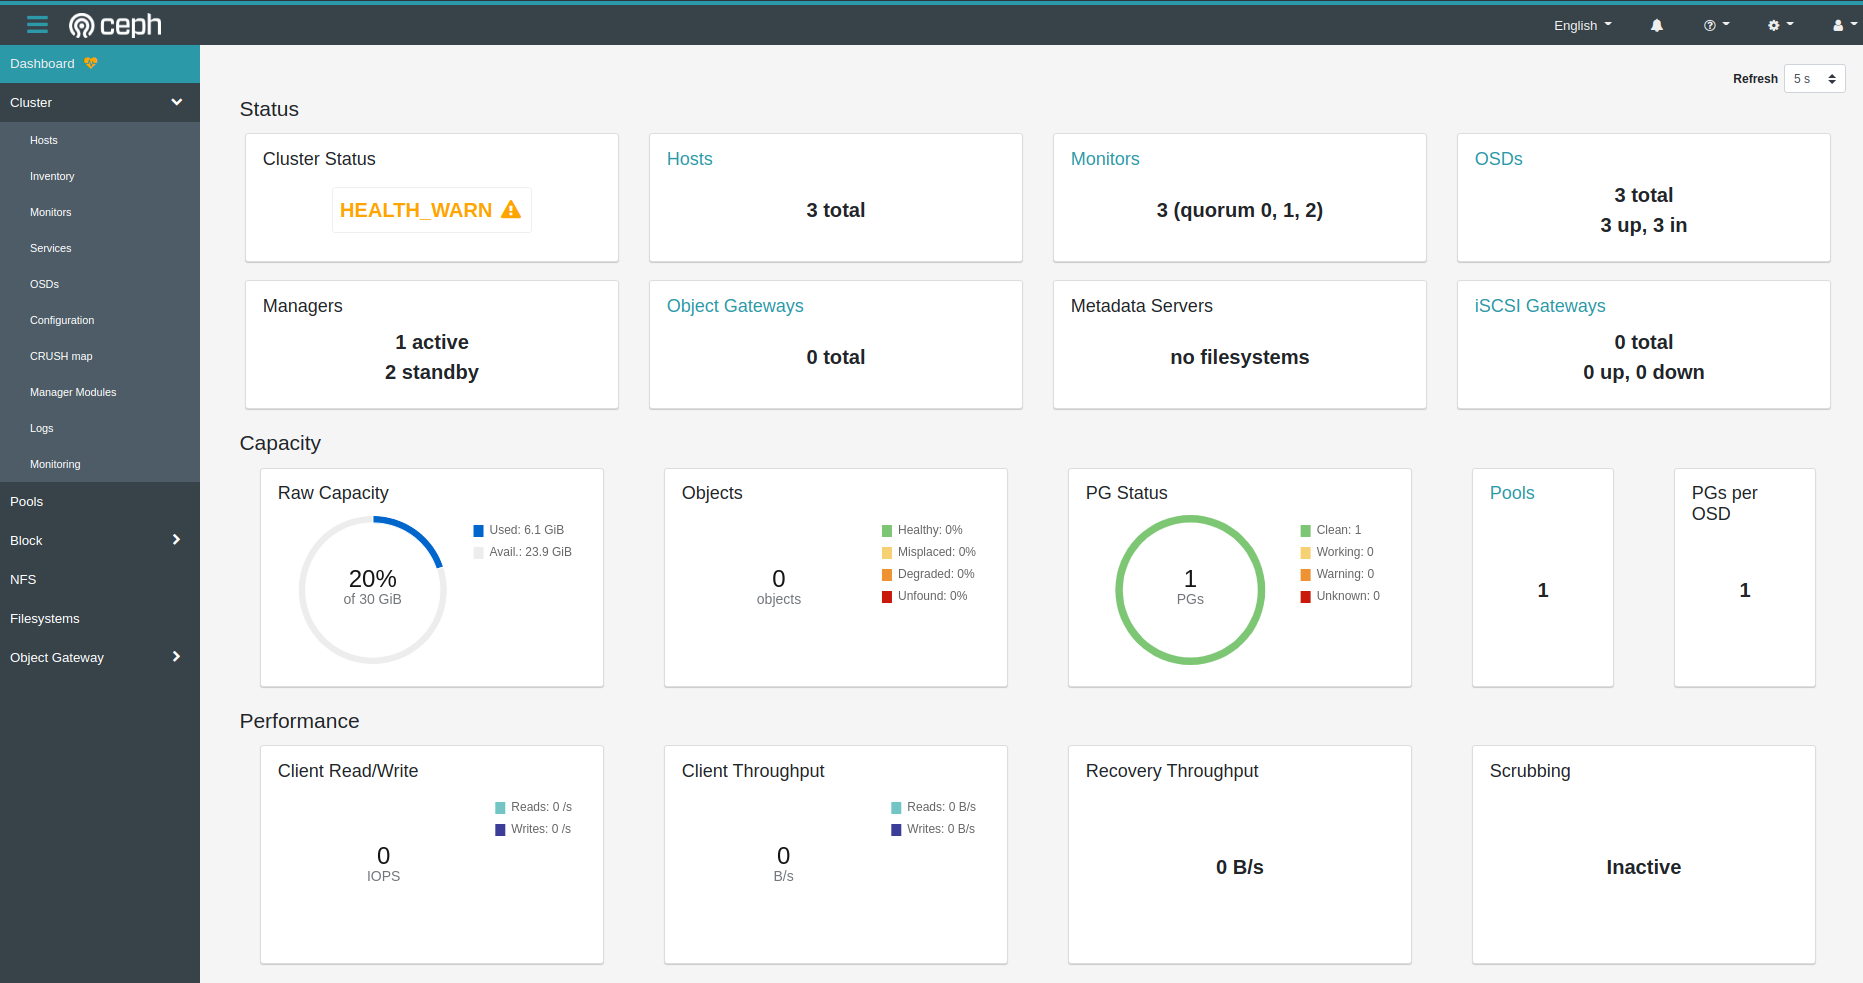 ceph
English
Dashboard
Cluster
Hosts
Inventory
Monitors
Services
OSDs
Configuration
CRUSH map
Manager Modules
Logs
Monitoring
Pools
Block
NFS
Filesystems
Object Gateway
Refresh 5 s
Status
Cluster Status
HEALTH_WARN
Hosts
3 total
Monitors
3 (quorum 0, 1, 2)
OSDs
3 total
3 up, 3 in
Managers
1 active
2 standby
Object Gateways
0 total
Metadata Servers
no filesystems
iSCSI Gateways
0 total
0 up, 0 down
Capacity
Raw Capacity
20%
of 30 GiB
Used: 6.1 GiB
Avail.: 23.9 GiB
Objects
0
objects
Healthy: 0%
Misplaced: 0%
Degraded: 0%
Unfound: 0%
PG Status
1
PGs
Clean: 1
Working: 0
Warning: 0
Unknown: 0
Pools
1
PGs per
OSD
1
Performance
Client Read/Write
Reads: 0 /s
Writes: 0 /s
0
IOPS
Client Throughput
Reads: 0 B/s
Writes: 0 B/s
0
B/s
Recovery Throughput
0 B/s
Scrubbing
Inactive